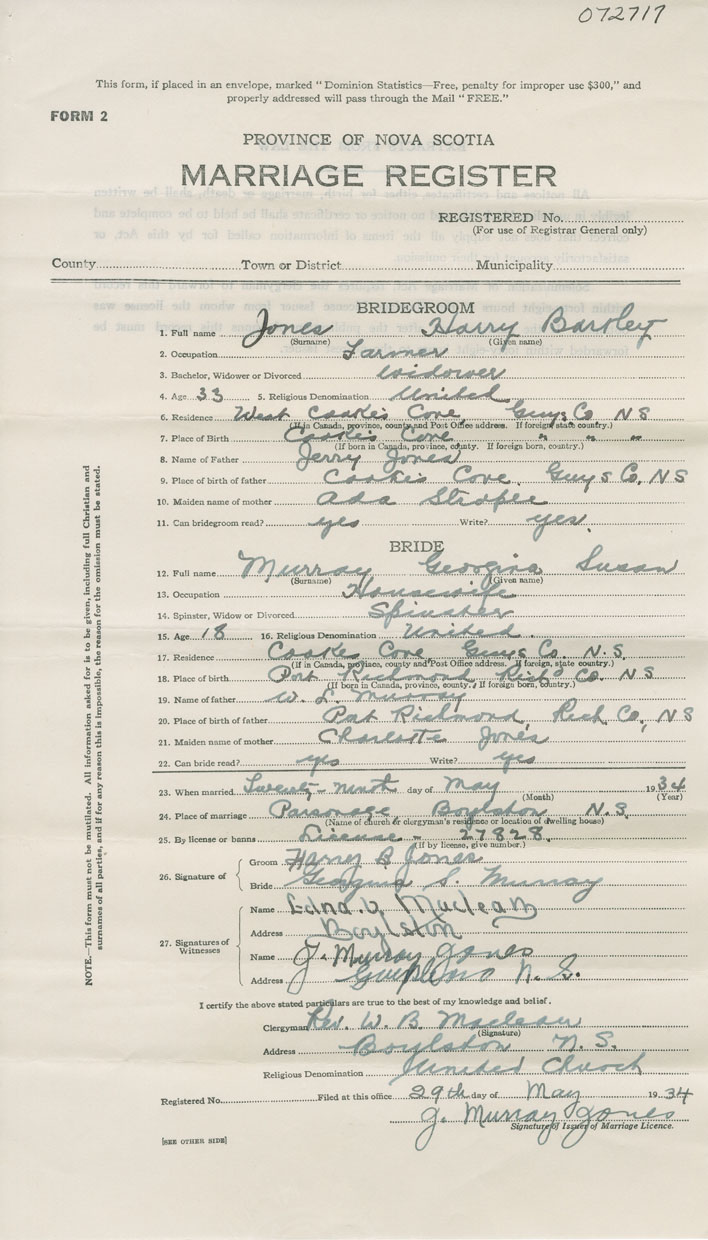 072717
This form, if placed in an envelope, marked "Dominion Statistics—Free, penalty for improper use $300," and
properly addressed will pass through the Mail "FREE."
FORM 2
PROVINCE OF NOVA SCOTIA
MARRIAGE REGISTER
REGISTERED No.
(For use of Registrar General only)
County Town or District Municipality
BRIDEGROOM
1. Full name Jones Harry Bartley
(Surname) (Given name)
2. Occupation Farmer
3. Bachelor, Widower or Divorced Widower
4. Age 33 5. Religious Denomination United
6. Residence West Cook's Cove, Guys Co NS
(If in Canada, province, county and Post Office address. If foreign, state country.)
7. Place of Birth Cook's Cove " " "
(If born in Canada, province, county. If foreign born, country.)
8. Name of Father Jerry Jones
9. Place of birth of father Cook's Cove, Guys Co, NS
10. Maiden name of mother Ada
11. Can bridegroom read? yes Write? yes.
BRIDE
12. Full name Murray Georgina Susan
(Surname) (Given name)
13. Occupation Housewife
14. Spinster, Widow or Divorced Spinster
15. Age 18 16. Religious Denomination United.
17. Residence Cooks Cove Guys Co. N.S.
(If in Canada, province, county and Post Office address. If foreign, state country.)
18. Place of birth Port Richmond Rich'd Co. N S
(If born in Canada, province, county. If foreign born, country.)
19. Name of father W. L. Murray
20. Place of birth of father Port Richmond, Rich. Co, N S
21. Maiden name of mother Charlotte Jones
22. Can bride read? yes Write? yes
23. When married Twenty-ninth day of May 1934
(Month) (Year)
24. Place of marriage Parsonage Boylston N.S.
(Name of church or clergyman's residence or location of dwelling house)
25. By license or banns License - 27828.
(If by license, give number.)
26. Signature of Groom Harry B Jones
Bride Georgina S. Murray
27. Signatures of Witnesses Name Edna Y Maclean
Address Boylston
Name J. Murray Jones
Address Guysboro N. S.
I certify the above stated particulars are true to the best of my knowledge and belief.
Clergyman Rev. W. B. Maclean
(Signature)
Address Boylston N. S.
Religious Denomination United Church
Registered No. Filed at this office 29th day of May 1934
J. Murray Jones
Signature of Issuer of Marriage Licence.
[SEE OTHER SIDE]
NOTE.—This form must not be mutilated. All information asked for is to be given, including full Christian and
surnames of all parties, and if for any reason this is impossible, the reason for the omission must be stated.